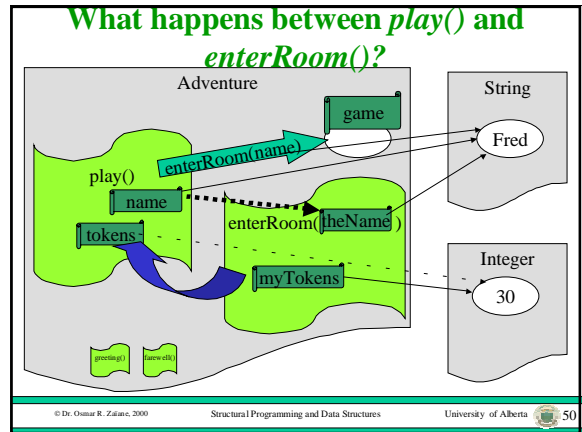 What happens between play() and
enterRoom()?
Adventure
String
game
enterRoom(name)
Fred
play()
name
enterRoom( theName )
tokens
Integer
myTokens
30
greeting()
farewell()
© Dr. Osmar R. Zaïane, 2000 Structural Programming and Data Structures University of Alberta 50